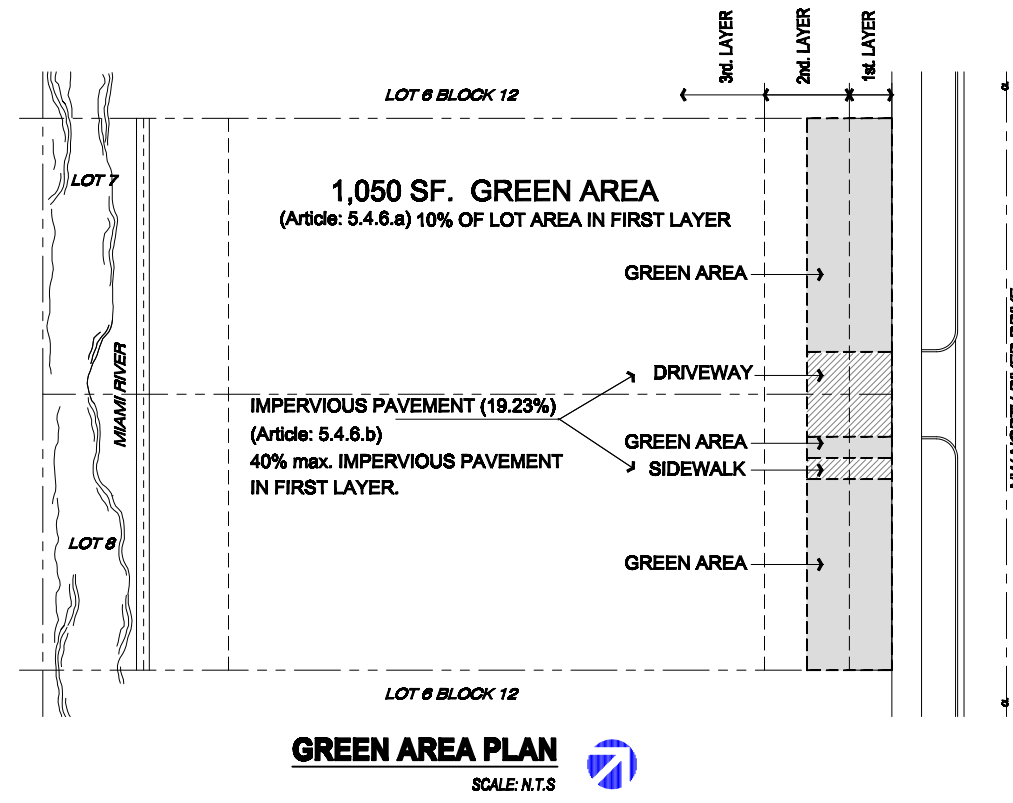 3rd. LAYER
2nd. LAYER
1st. LAYER
LOT 6 BLOCK 12
LOT 7
1,050 SF. GREEN AREA
(Article: 5.4.6.a) 10% OF LOT AREA IN FIRST LAYER
GREEN AREA
DRIVEWAY
MIAMI RIVER
IMPERVIOUS PAVEMENT (19.23%)
(Article: 5.4.6.b)
40% max. IMPERVIOUS PAVEMENT
IN FIRST LAYER.
GREEN AREA
SIDEWALK
LOT 8
GREEN AREA
LOT 6 BLOCK 12
GREEN AREA PLAN
SCALE: N.T.S